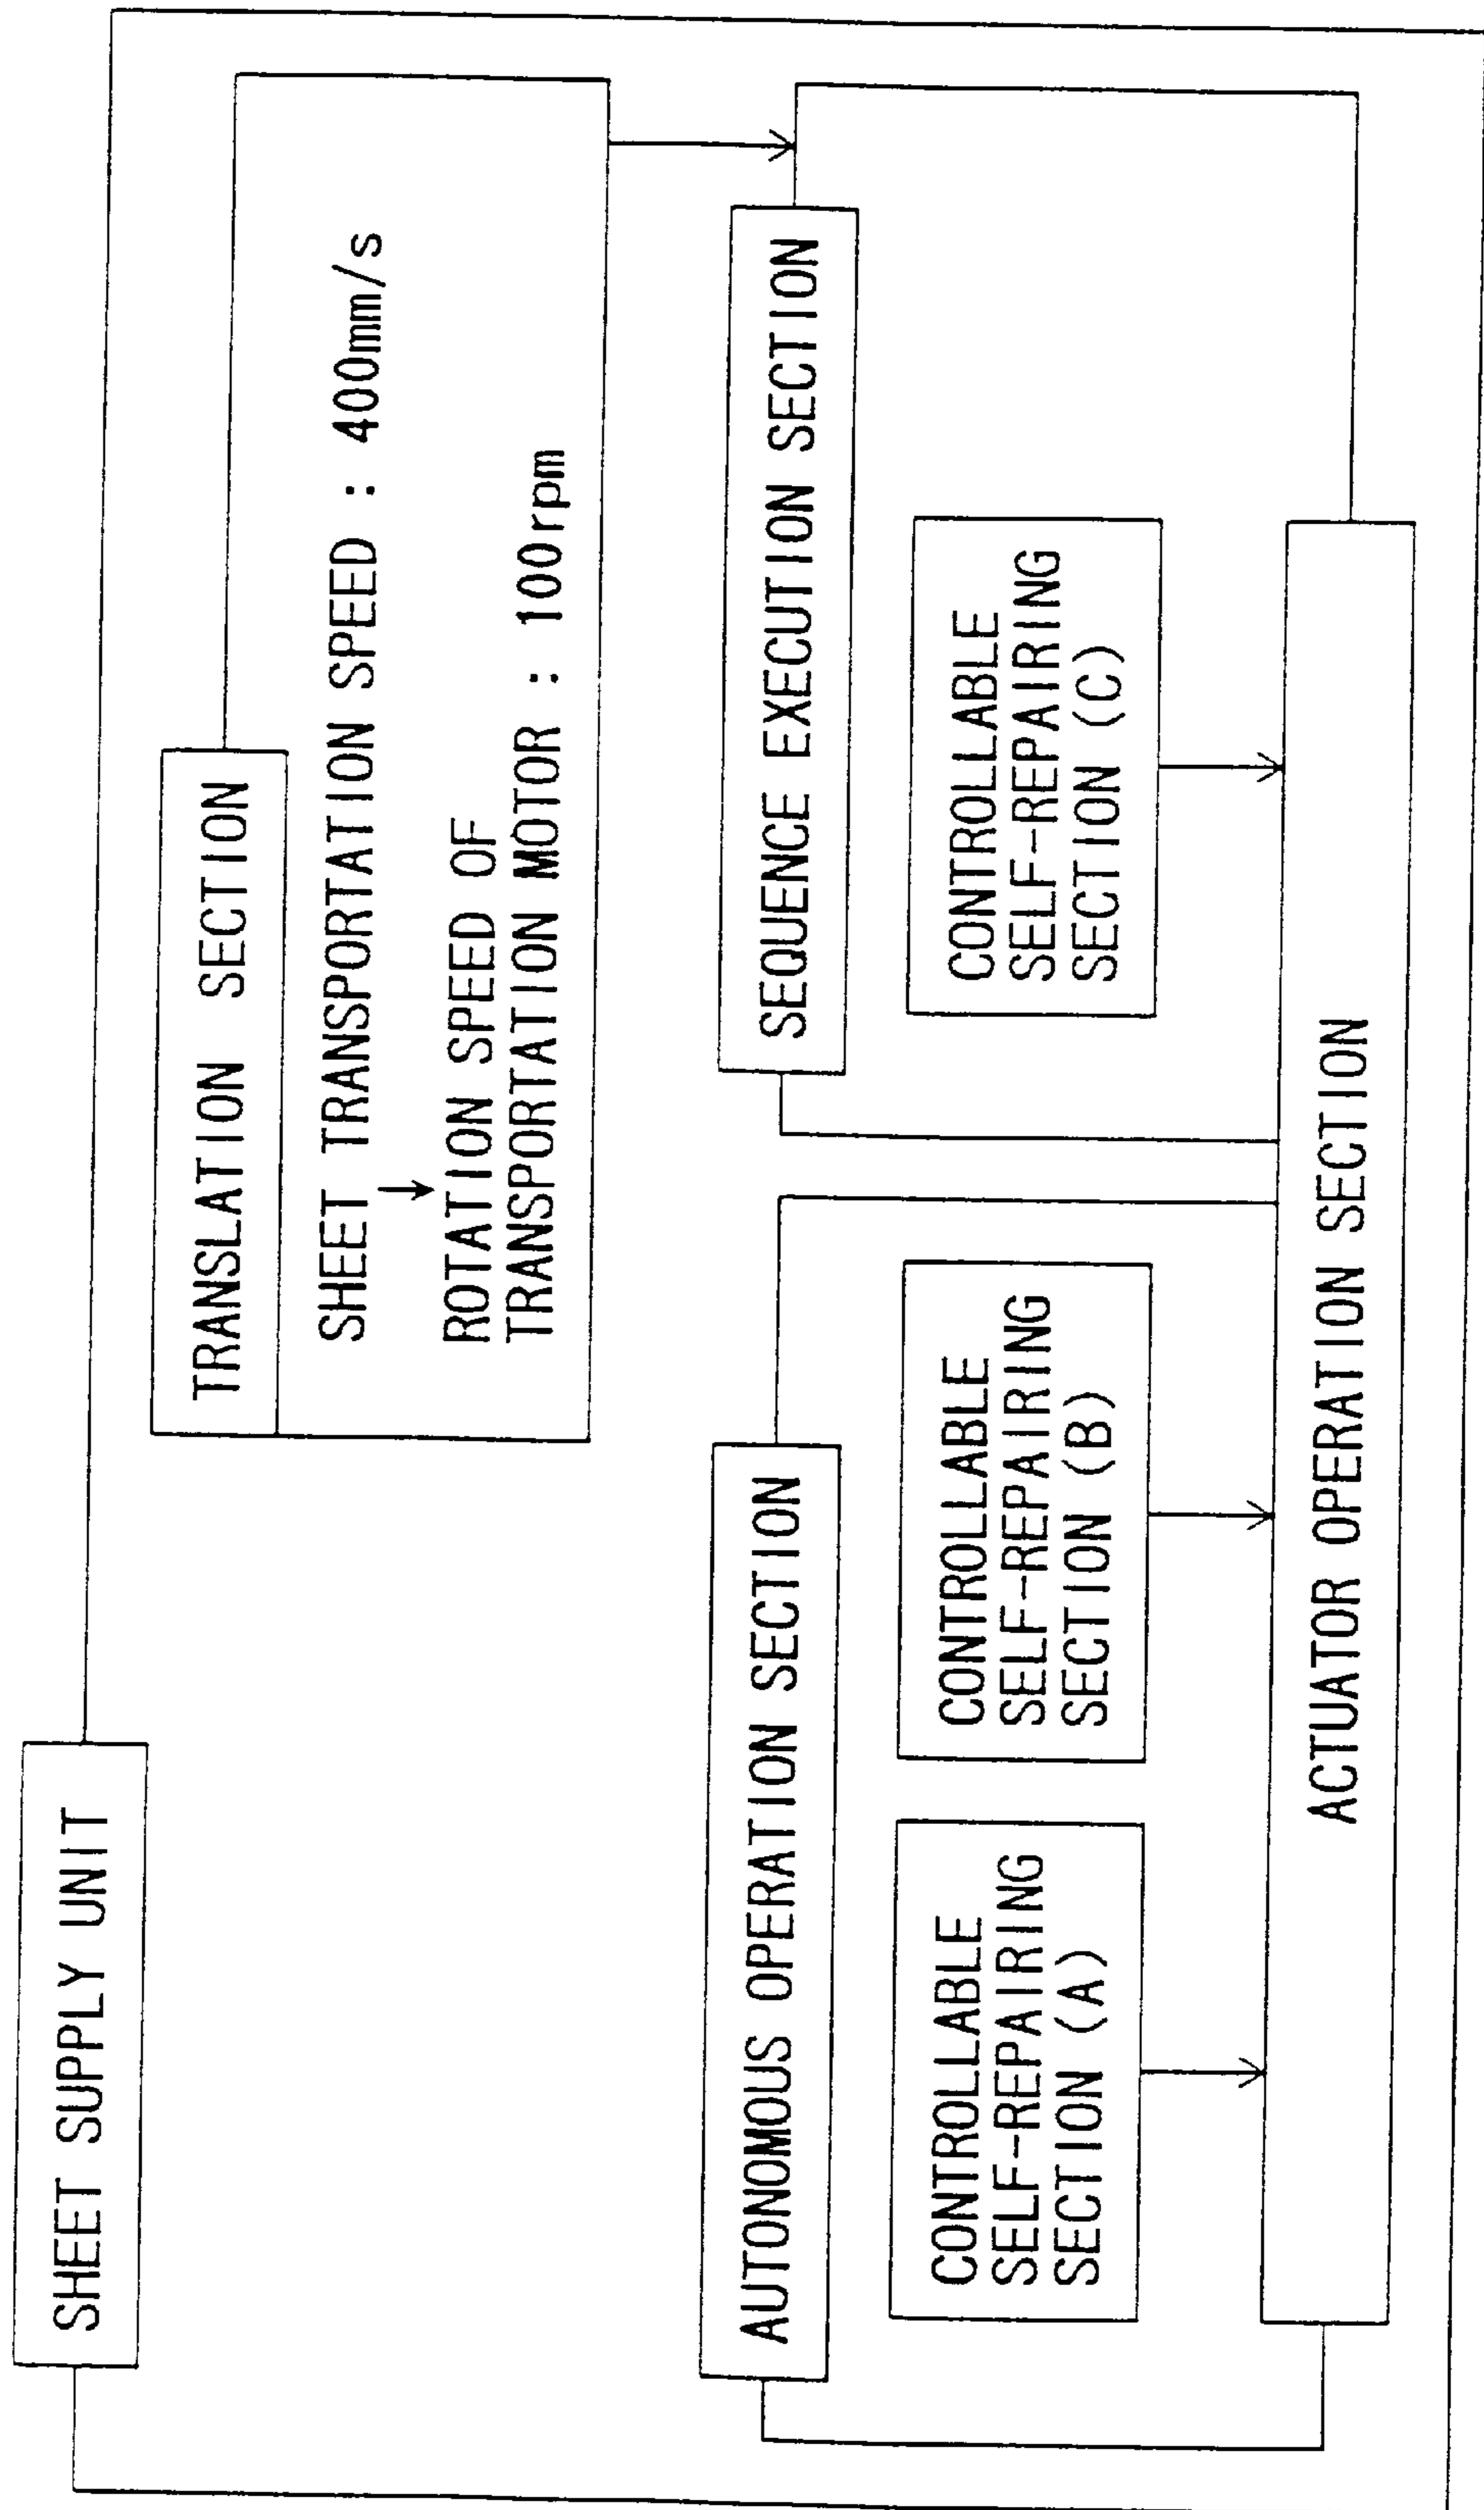 SHEET SUPPLY UNIT
TRANSLATION SECTION
SHEET TRANSPORTATION SPEED : 400mm/s
↓
ROTATION SPEED OF
TRANSPORTATION MOTOR : 100rpm
AUTONOMOUS OPERATION SECTION
CONTROLLABLE
SELF-REPAIRING
SECTION (A)
CONTROLLABLE
SELF-REPAIRING
SECTION (B)
SEQUENCE EXECUTION SECTION
CONTROLLABLE
SELF-REPAIRING
SECTION (C)
ACTUATOR OPERATION SECTION